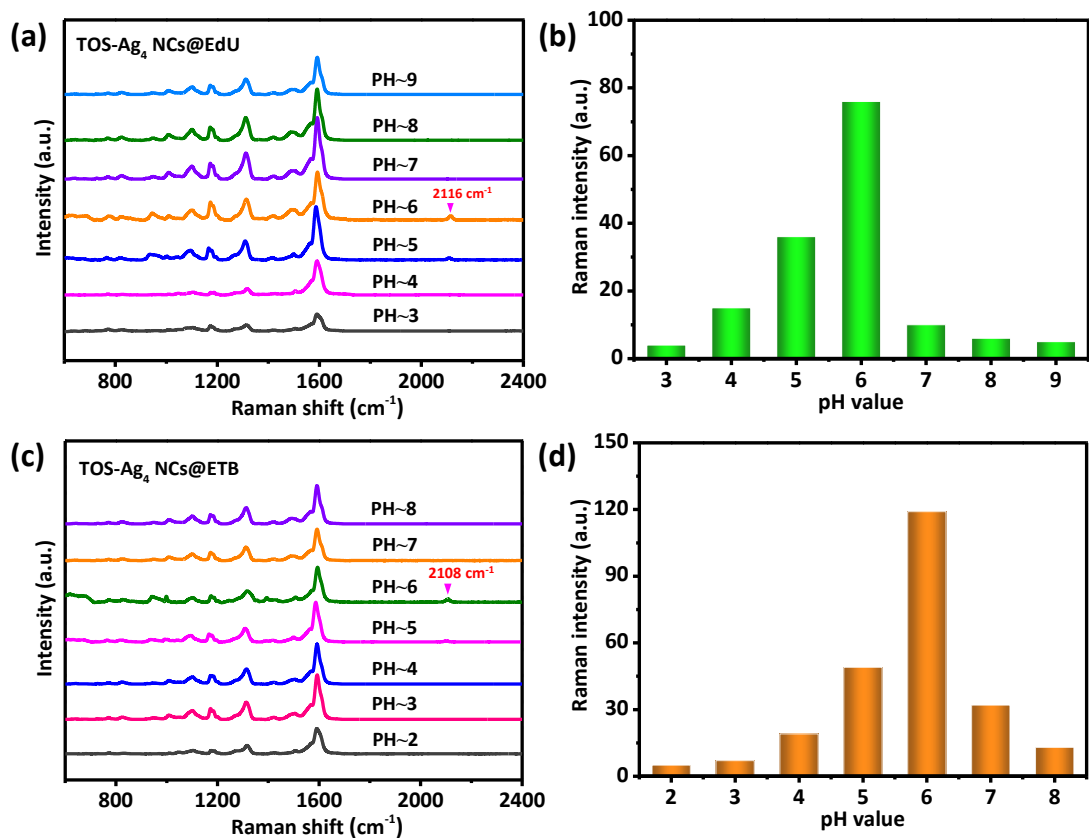 (a)
TOS-Ag₄ NCs@EdU
PH~9
PH~8
PH~7
2116 cm⁻¹
PH~6
PH~5
PH~4
PH~3
Intensity (a.u.)
800 1200 1600 2000 2400
Raman shift (cm⁻¹)
(b)
100
80
60
40
20
0
Raman intensity (a.u.)
3 4 5 6 7 8 9
pH value
(c)
TOS-Ag₄ NCs@ETB
PH~8
PH~7
2108 cm⁻¹
PH~6
PH~5
PH~4
PH~3
PH~2
Intensity (a.u.)
800 1200 1600 2000 2400
Raman shift (cm⁻¹)
(d)
150
120
90
60
30
0
Raman intensity (a.u.)
2 3 4 5 6 7 8
pH value